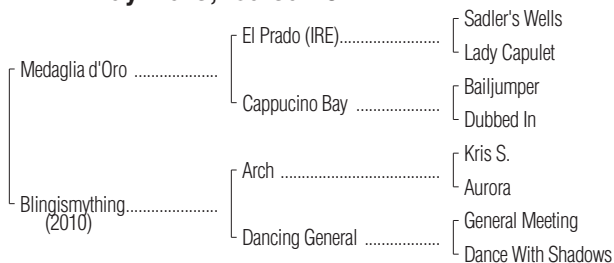 Sadler's Wells
El Prado (IRE)........................
Lady Capulet
Medaglia d'Oro ....................
Bailjumper
Cappucino Bay ....................
Dubbed In
Kris S.
Arch ......................................
Aurora
Blingismything......................
(2010)
General Meeting
Dancing General ..................
Dance With Shadows